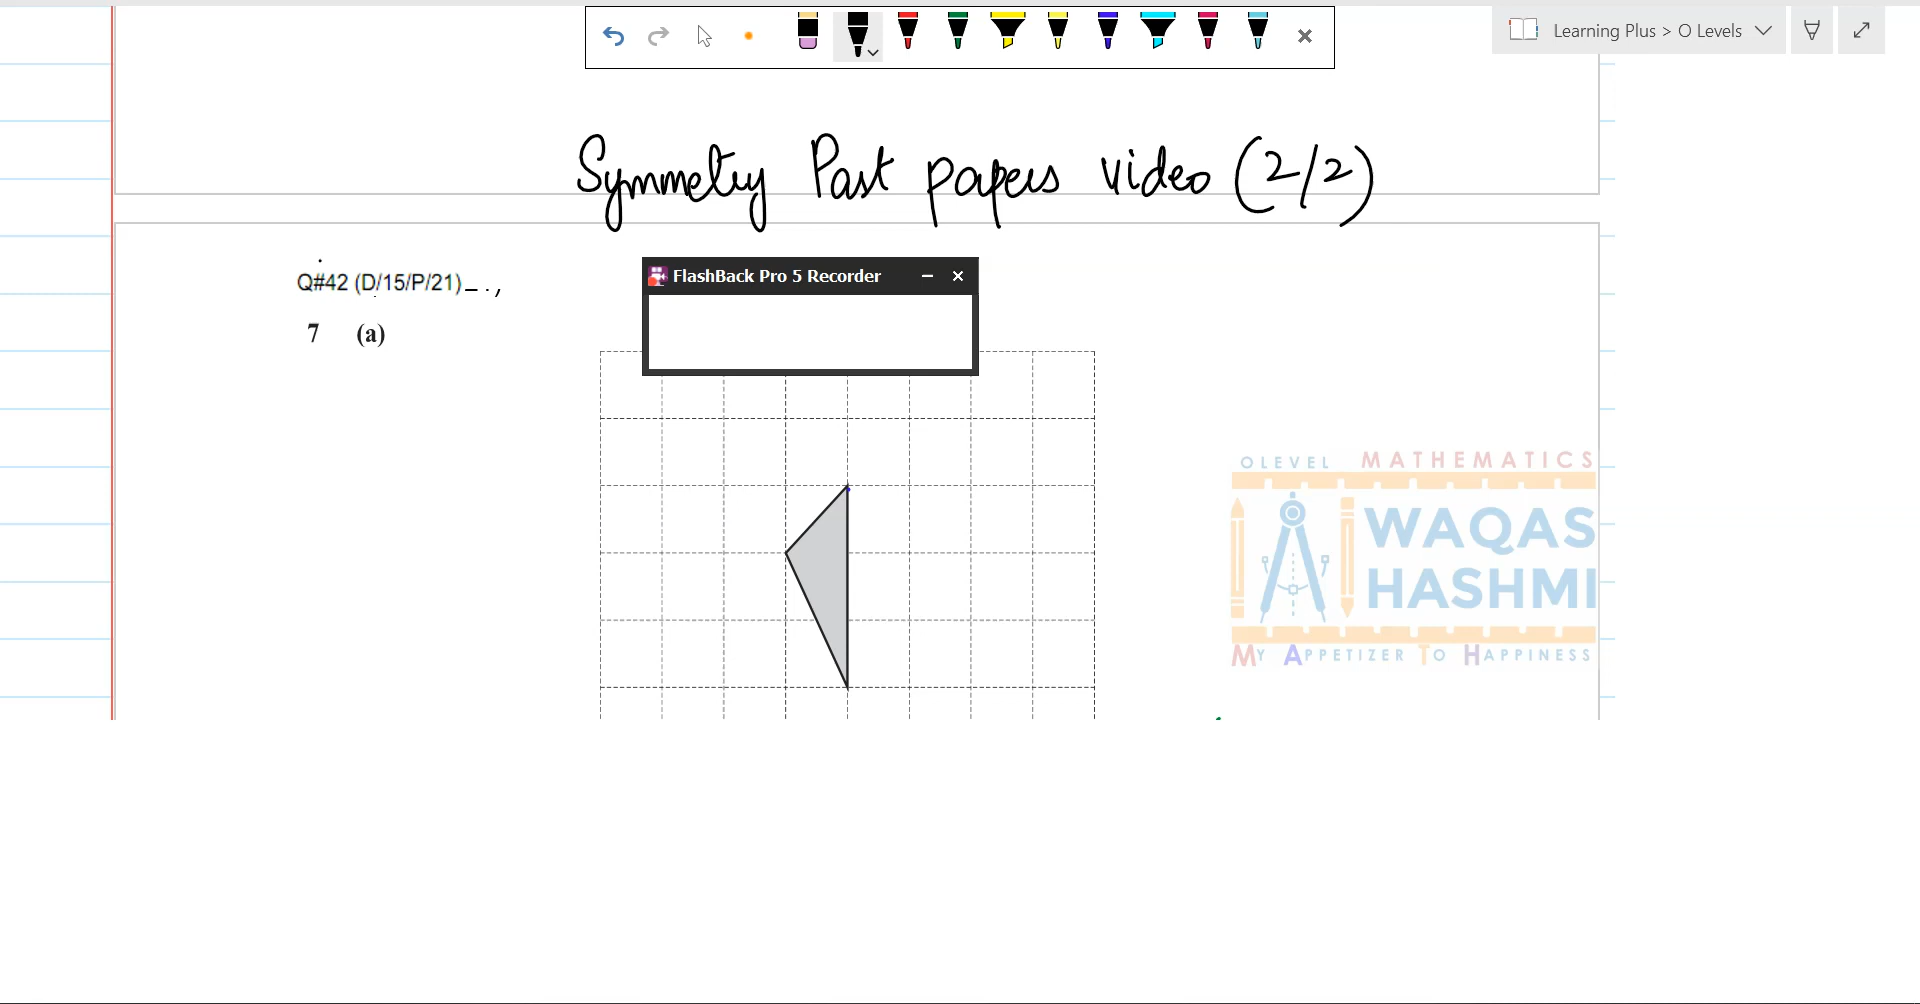 Learning Plus > O Levels
Symmetry Past papers video (2/2)
Q#42 (D/15/P/21)
FlashBack Pro 5 Recorder
7 (a)
OLEVEL MATHEMATICS
WAQAS
HASHMI
MY APPETIZER TO HAPPINESS